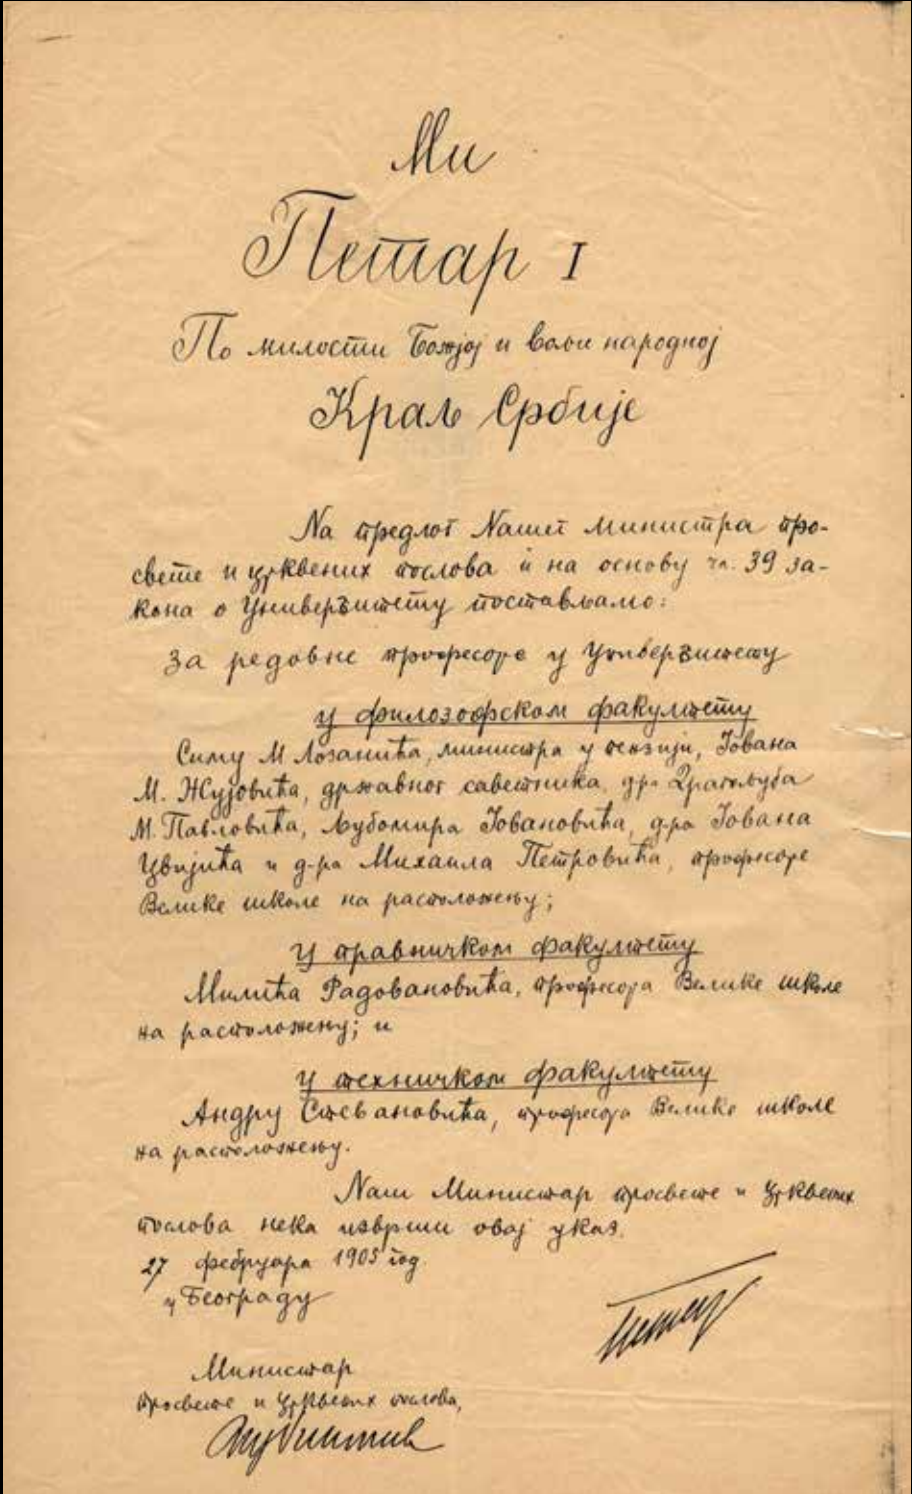 Ми
Петар I
По милости Божјој и вољи народној
Краљ Србије
На предлог Нашег министра про-
свете и црквених послова и на основу чл. 39 за-
кона о Универзитету постављамо:
за редовне професоре у Универзитету
у филозофском факултету
Симу М Лозанића, министра у пензији, Јована
М. Жујовића, државног саветника, дра Драгољуба
М. Павловића, Љубомира Јовановића, д-ра Јована
Цвијића и д-ра Михаила Петровића, професоре
Велике школе на расположењу;
у правничком факултету
Милића Радовановића, професора Велике школе
на расположењу; и
у техничком факултету
Андру Стевановића, професора Велике школе
на расположењу.
Наш Министар просвете и црквених
послова нека изврши овај указ.
27 фебруара 1905 год.
у Београду
Петар
Министар
просвете и црквених послова,